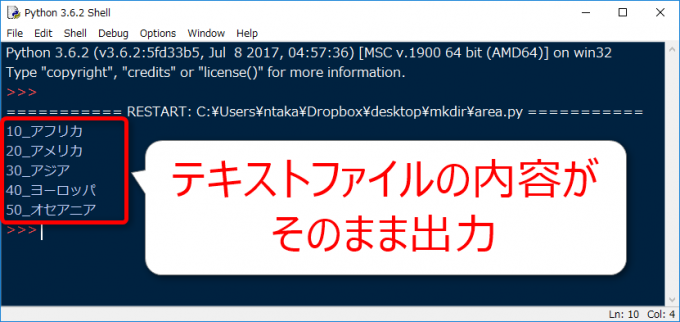 Python 3.6.2 Shell
File Edit Shell Debug Options Window Help
Python 3.6.2 (v3.6.2:5fd33b5, Jul  8 2017, 04:57:36) [MSC v.1900 64 bit (AMD64)] on win32
Type "copyright", "credits" or "license()" for more information.
>>>
=========== RESTART: C:¥Users¥ntaka¥Dropbox¥desktop¥mkdir¥area.py ===========
10_アフリカ
20_アメリカ
30_アジア
40_ヨーロッパ
50_オセアニア
>>>
テキストファイルの内容が
そのまま出力
Ln: 10 Col: 4